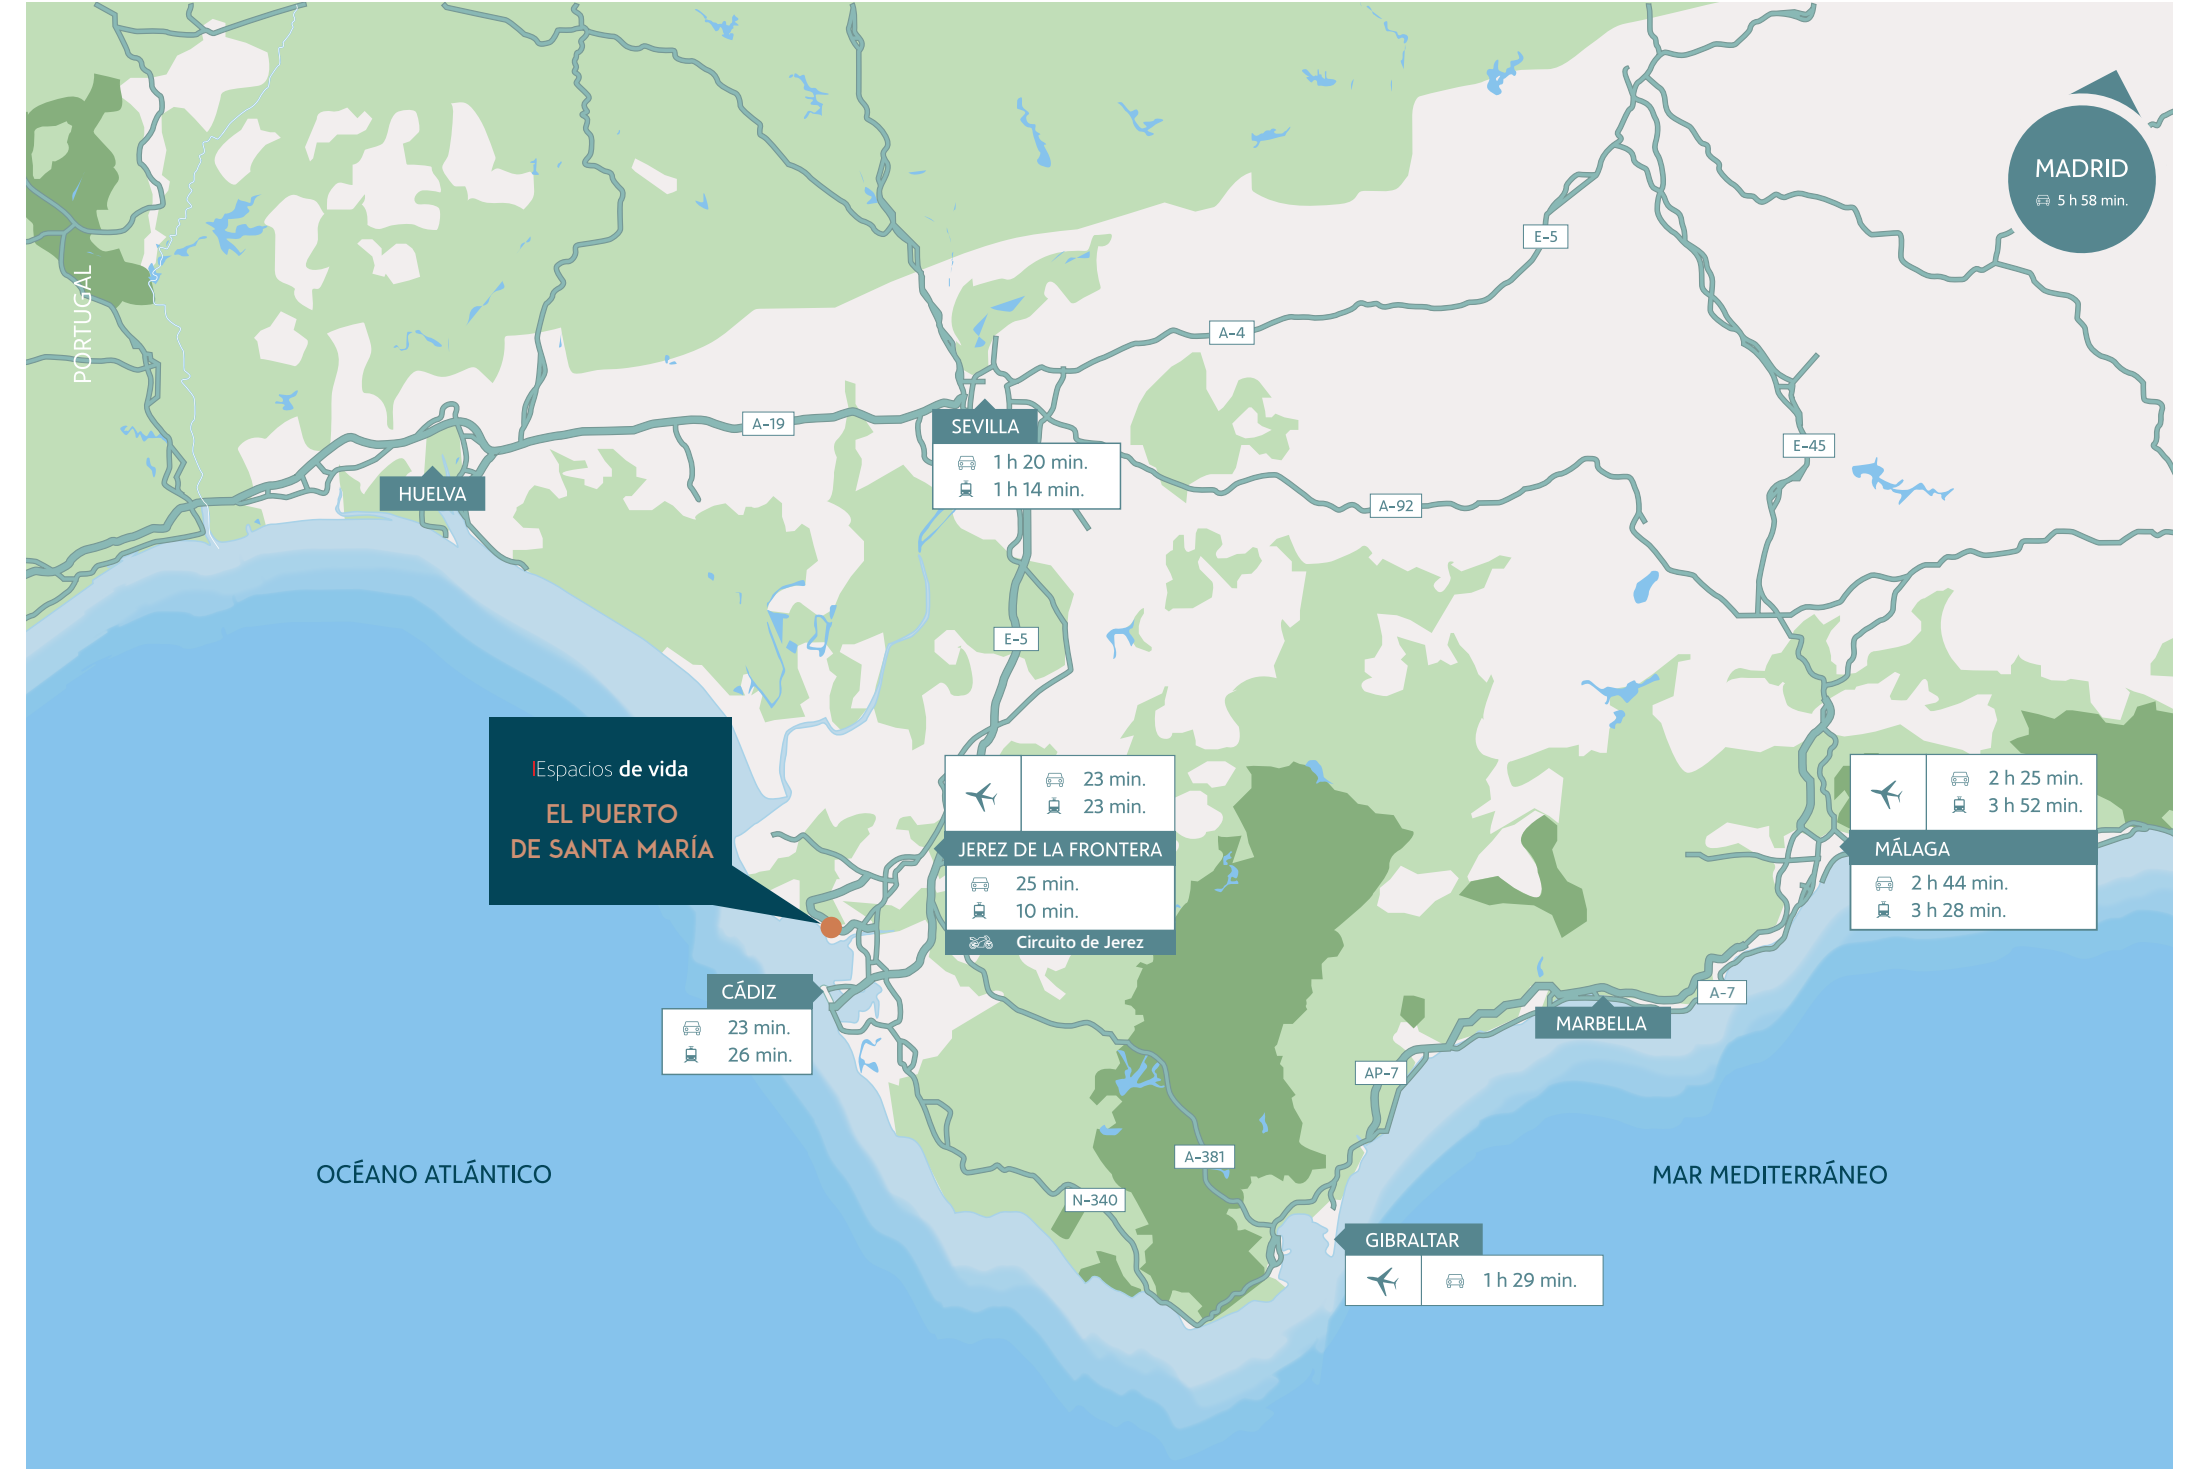 MADRID
5 h 58 min.
E-5
PORTUGAL
A-4
A-19
SEVILLA
1 h 20 min.
1 h 14 min.
E-45
HUELVA
A-92
E-5
Espacios de vida
EL PUERTO
DE SANTA MARÍA
23 min.
23 min.
JEREZ DE LA FRONTERA
25 min.
10 min.
Circuito de Jerez
2 h 25 min.
3 h 52 min.
MÁLAGA
2 h 44 min.
3 h 28 min.
CÁDIZ
23 min.
26 min.
A-7
MARBELLA
AP-7
A-381
OCÉANO ATLÁNTICO
MAR MEDITERRÁNEO
N-340
GIBRALTAR
1 h 29 min.